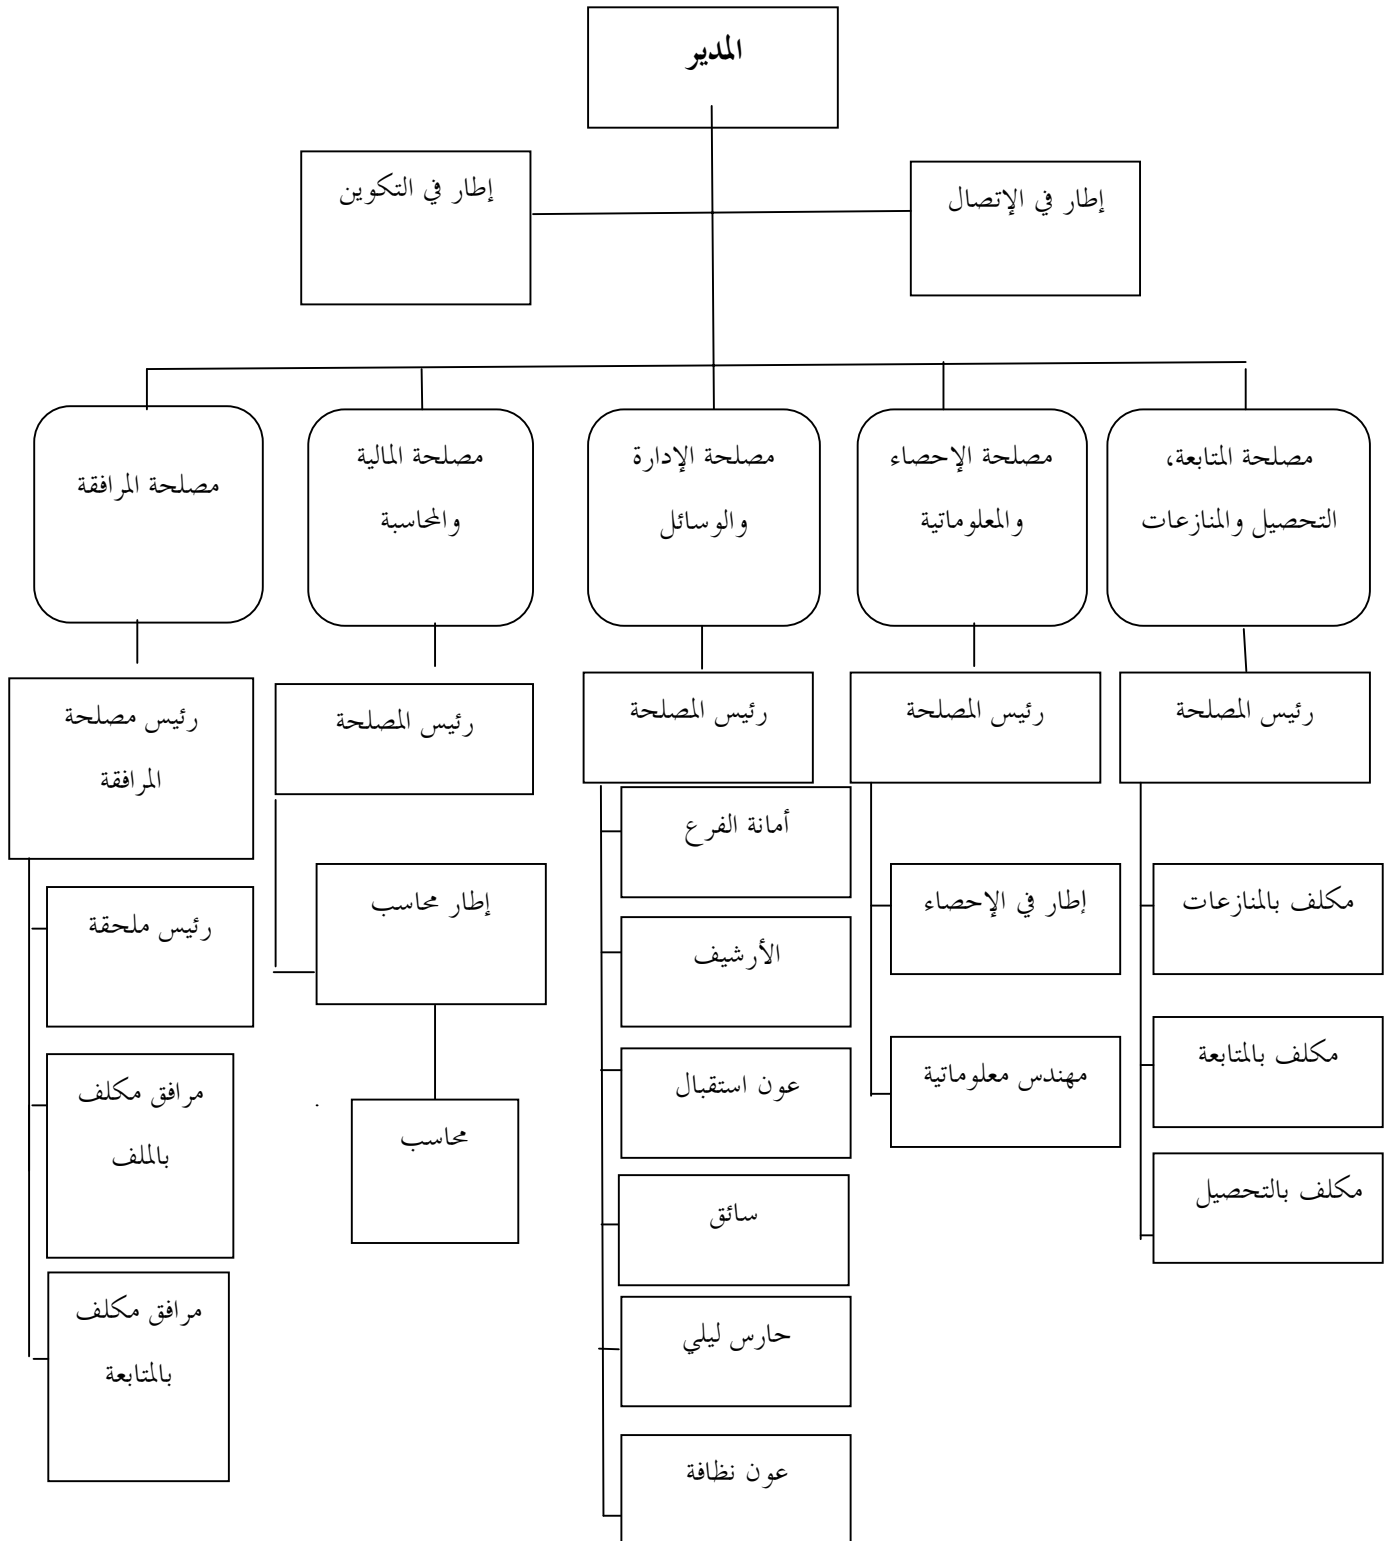 المدير
إطار في الإتصال
إطار في التكوين
مصلحة المتابعة،
التحصيل والمنازعات
مصلحة الإحصاء
والمعلوماتية
مصلحة الإدارة
والوسائل
مصلحة المالية
والمحاسبة
مصلحة المرافقة
رئيس المصلحة
رئيس المصلحة
رئيس المصلحة
رئيس المصلحة
رئيس مصلحة
المرافقة
مكلف بالمنازعات
مكلف بالمتابعة
مكلف بالتحصيل
إطار في الإحصاء
مهندس معلوماتية
أمانة الفرع
الأرشيف
عون استقبال
سائق
حارس ليلي
عون نظافة
إطار محاسب
محاسب
رئيس ملحقة
مرافق مكلف
بالملف
مرافق مكلف
بالمتابعة